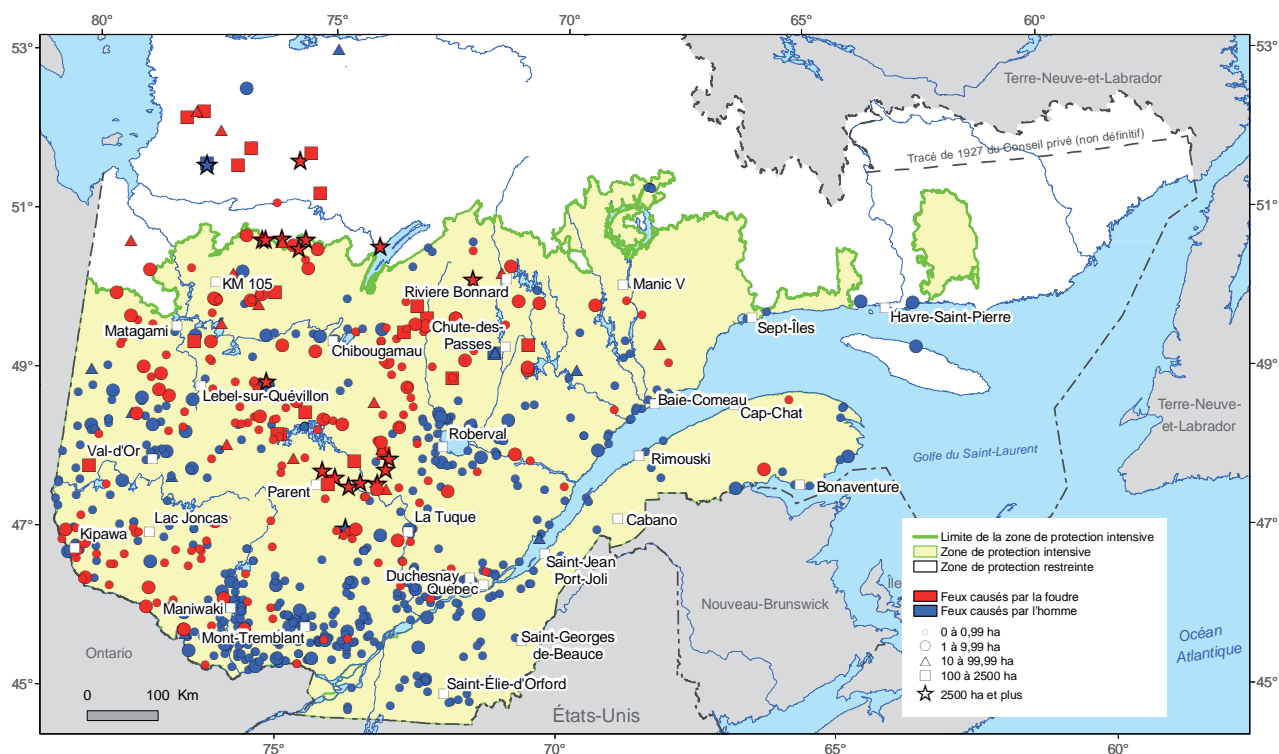 80°
75°
70°
65°
60°
53°
53°
Terre-Neuve-et-Labrador
Tracé de 1927 du Conseil privé (non définitif)
51°
51°
KM 105
Riviere Bonnard
Manic V
Matagami
Chute-des-
Passes
Sept-Îles
Havre-Saint-Pierre
Chibougamau
49°
49°
Lebel-sur-Quévillon
Baie-Comeau
Cap-Chat
Terre-Neuve-
et-Labrador
Val-d'Or
Roberval
Rimouski
Golfe du Saint-Laurent
Parent
Bonaventure
Lac Joncas
La Tuque
Cabano
47°
47°
Kipawa
Saint-Jean
Port-Joli
Duchesnay
Quebec
Maniwaki
Nouveau-Brunswick
Île
Mont-Tremblant
Saint-Georges
de-Beauce
Ontario
Océan
Atlantique
45°
45°
Saint-Élie-d'Orford
États-Unis
0 100 Km
Limite de la zone de protection intensive
Zone de protection intensive
Zone de protection restreinte
Feux causés par la foudre
Feux causés par l'homme
0 à 0,99 ha
1 à 9,99 ha
10 à 99,99 ha
100 à 2500 ha
2500 ha et plus
75°
70°
65°
60°